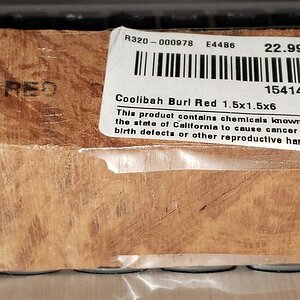 R320-000978 E4486 22.99
15414
RED
Coolibah Burl Red 1.5x1.5x6
This product contains chemicals known
the state of California to cause cancer
birth defects or other reproductive har